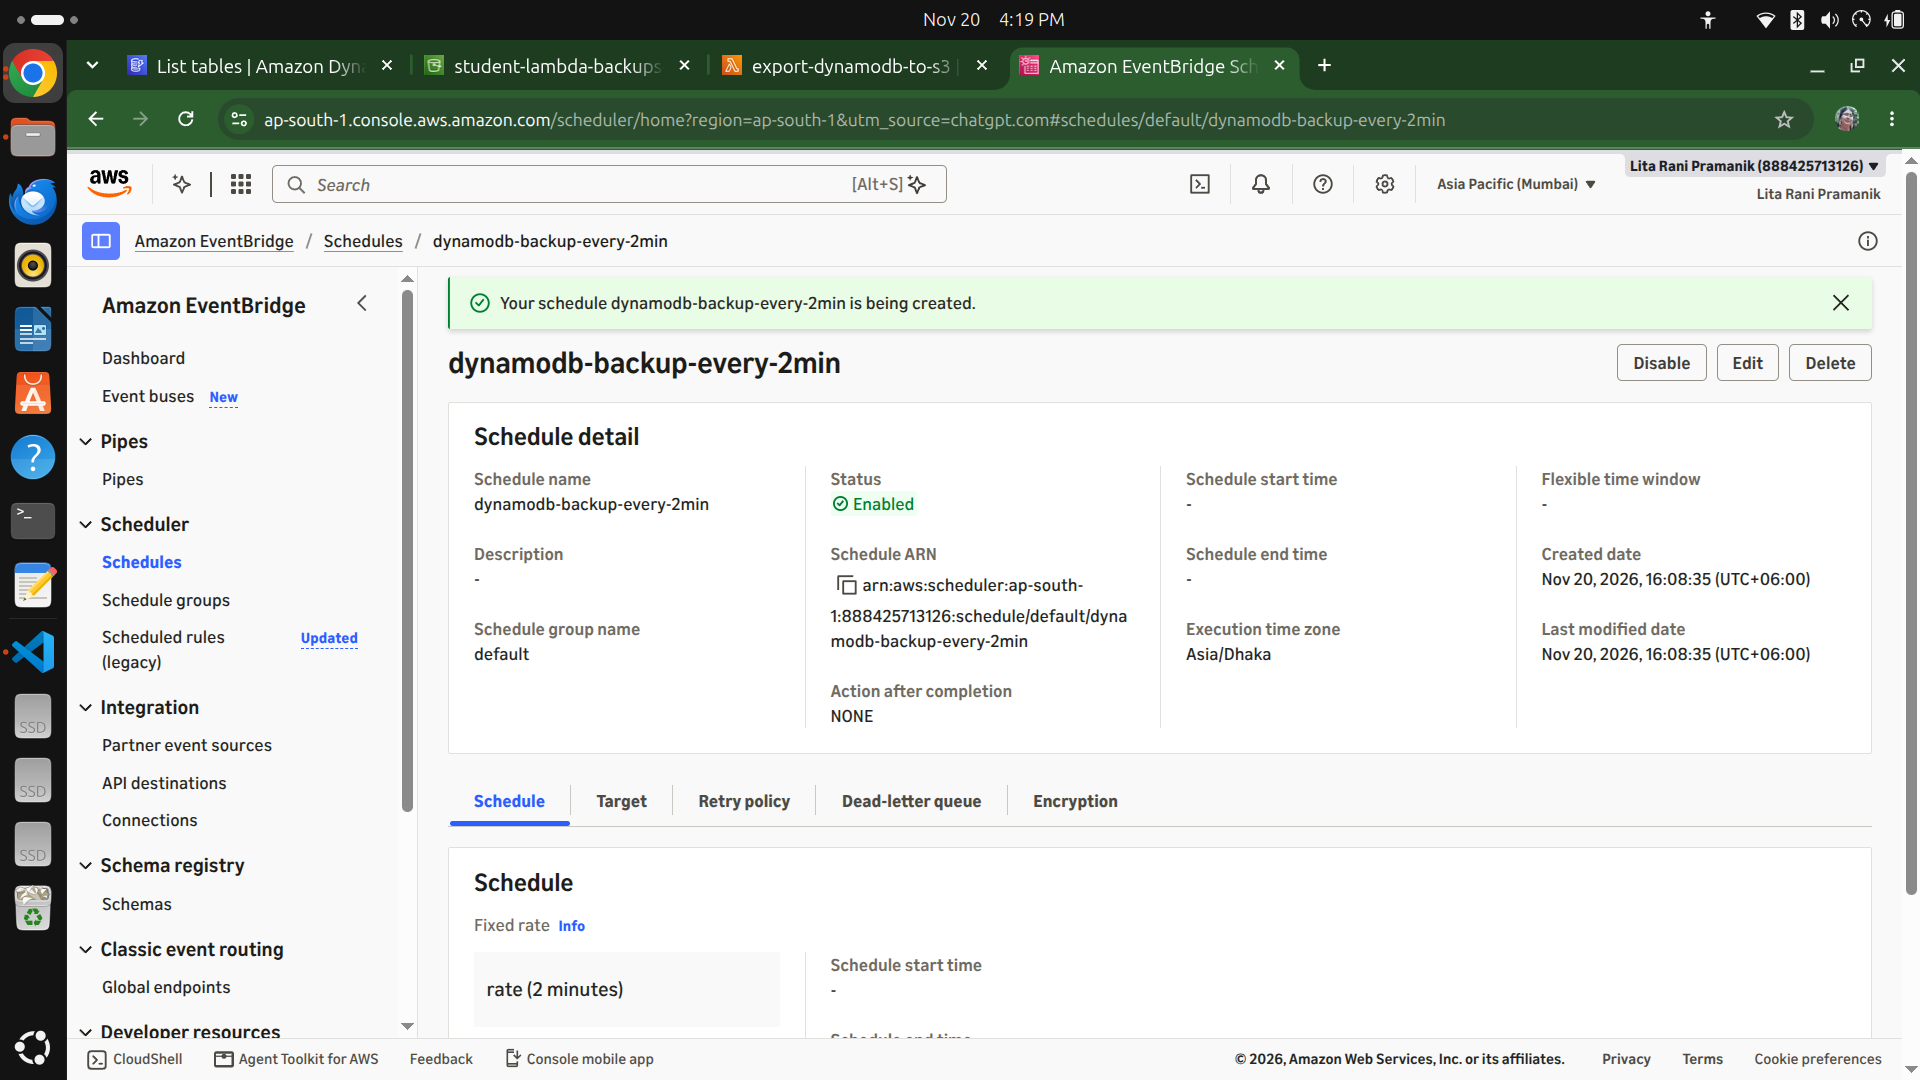 Nov 20 4:19 PM
List tables | Amazon Dyn
student-lambda-backups
export-dynamodb-to-s3 |
Amazon EventBridge Sch
ap-south-1.console.aws.amazon.com/scheduler/home?region=ap-south-1&utm_source=chatgpt.com#schedules/default/dynamodb-backup-every-2min
aws
Search
[Alt+S]
Asia Pacific (Mumbai)
Lita Rani Pramanik (888425713126)
Lita Rani Pramanik
Amazon EventBridge / Schedules / dynamodb-backup-every-2min
Amazon EventBridge
Dashboard
Event buses New
Pipes
Pipes
Scheduler
Schedules
Schedule groups
Scheduled rules (legacy)
Updated
Integration
Partner event sources
API destinations
Connections
Schema registry
Schemas
Classic event routing
Global endpoints
Developer resources
Your schedule dynamodb-backup-every-2min is being created.
dynamodb-backup-every-2min
Disable
Edit
Delete
Schedule detail
Schedule name
dynamodb-backup-every-2min
Description
-
Schedule group name
default
Status
Enabled
Schedule ARN
arn:aws:scheduler:ap-south-
1:888425713126:schedule/default/dyna
modb-backup-every-2min
Action after completion
NONE
Schedule start time
-
Schedule end time
-
Execution time zone
Asia/Dhaka
Flexible time window
-
Created date
Nov 20, 2026, 16:08:35 (UTC+06:00)
Last modified date
Nov 20, 2026, 16:08:35 (UTC+06:00)
Schedule
Target
Retry policy
Dead-letter queue
Encryption
Schedule
Fixed rate Info
rate (2 minutes)
Schedule start time
-
Schedule end time
SSD
SSD
SSD
CloudShell
Agent Toolkit for AWS
Feedback
Console mobile app
© 2026, Amazon Web Services, Inc. or its affiliates.
Privacy
Terms
Cookie preferences